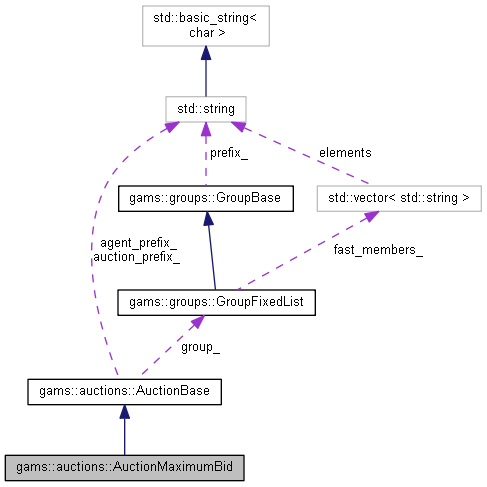 std::basic_string<
char >
std::string
prefix_
elements
gams::groups::GroupBase
std::vector< std::string >
agent_prefix_
auction_prefix_
fast_members_
gams::groups::GroupFixedList
group_
gams::auctions::AuctionBase
gams::auctions::AuctionMaximumBid